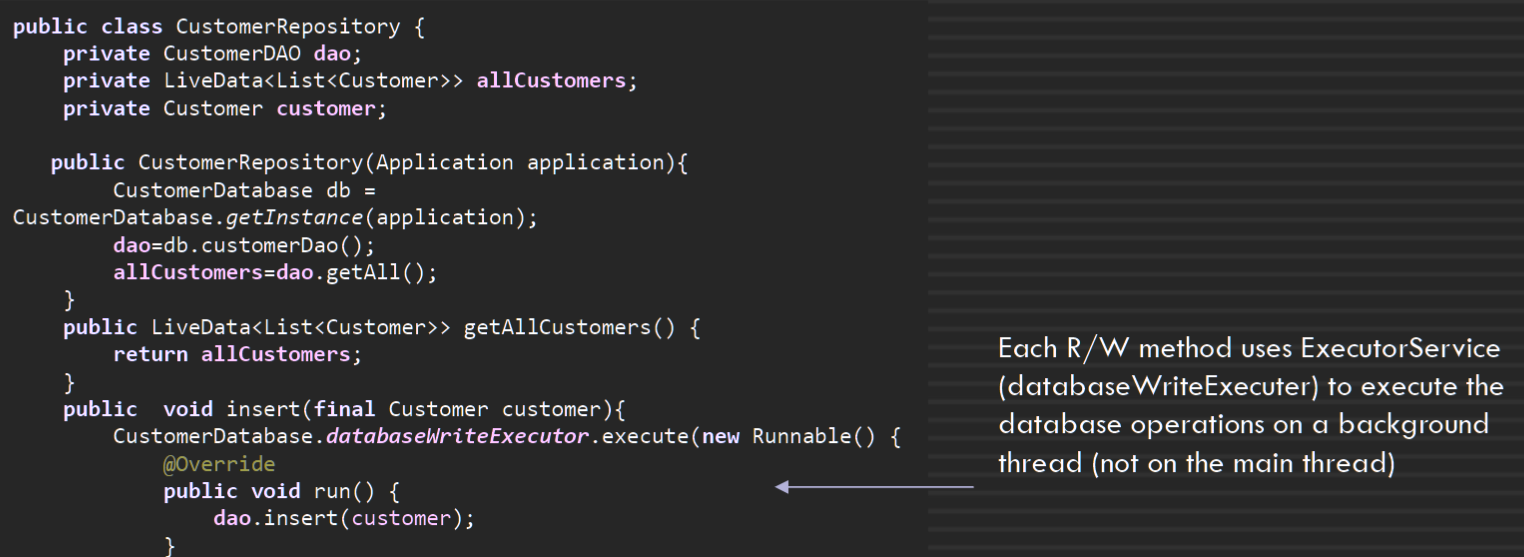 public class CustomerRepository {
    private CustomerDAO dao;
    private LiveData<List<Customer>> allCustomers;
    private Customer customer;
   public CustomerRepository(Application application){
        CustomerDatabase db =
CustomerDatabase.getInstance(application);
        dao=db.customerDao();
        allCustomers=dao.getAll();
    }
    public LiveData<List<Customer>> getAllCustomers() {
        return allCustomers;
    }
    public  void insert(final Customer customer){
        CustomerDatabase.databaseWriteExecutor.execute(new Runnable() {
            @Override
            public void run() {
                dao.insert(customer);
            }
Each R/W method uses ExecutorService
(databaseWriteExecuter) to execute the
database operations on a background
thread (not on the main thread)